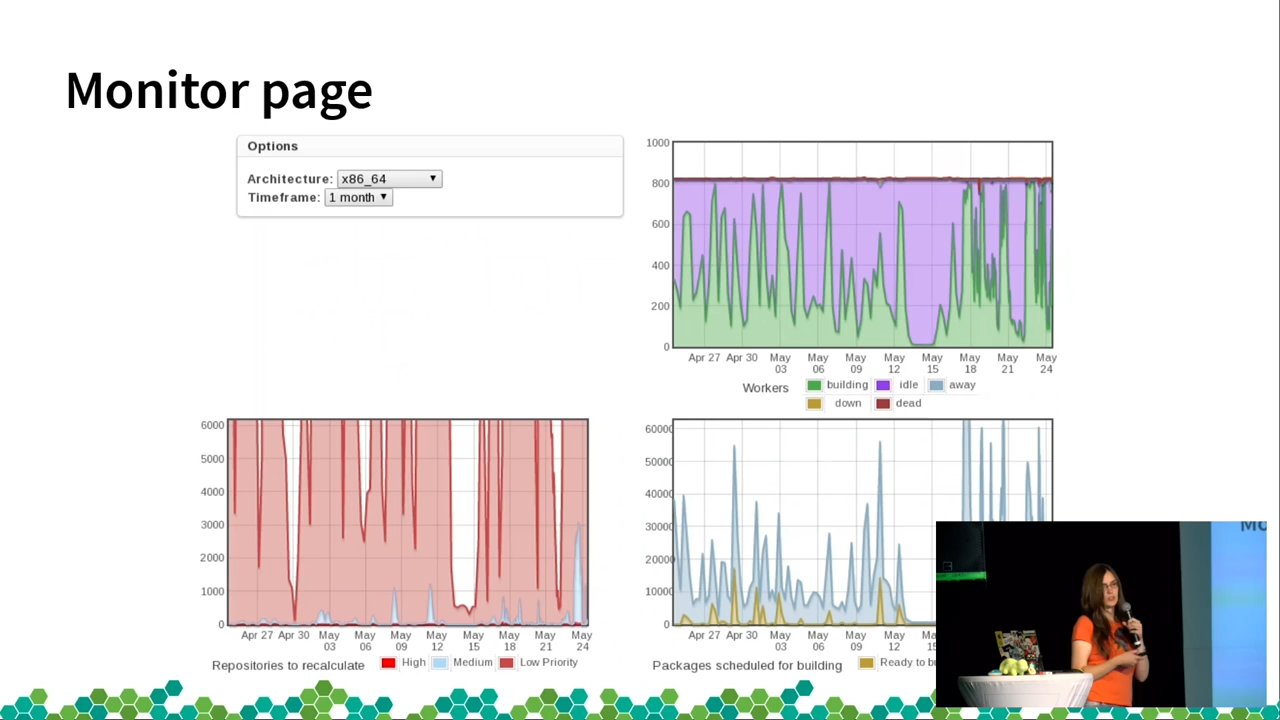 Monitor page
Options
Architecture: x86_64
Timeframe: 1 month
1000
800
600
400
200
0
Apr 27 Apr 30 May 03 May 06 May 09 May 12 May 15 May 18 May 21 May 24
Workers building idle away
down dead
6000
5000
4000
3000
2000
1000
0
Apr 27 Apr 30 May 03 May 06 May 09 May 12 May 15 May 18 May 21 May 24
Repositories to recalculate High Medium Low Priority
60000
50000
40000
30000
20000
10000
0
Apr 27 Apr 30 May 03 May 06 May 09 May 12
Packages scheduled for building Ready to bu